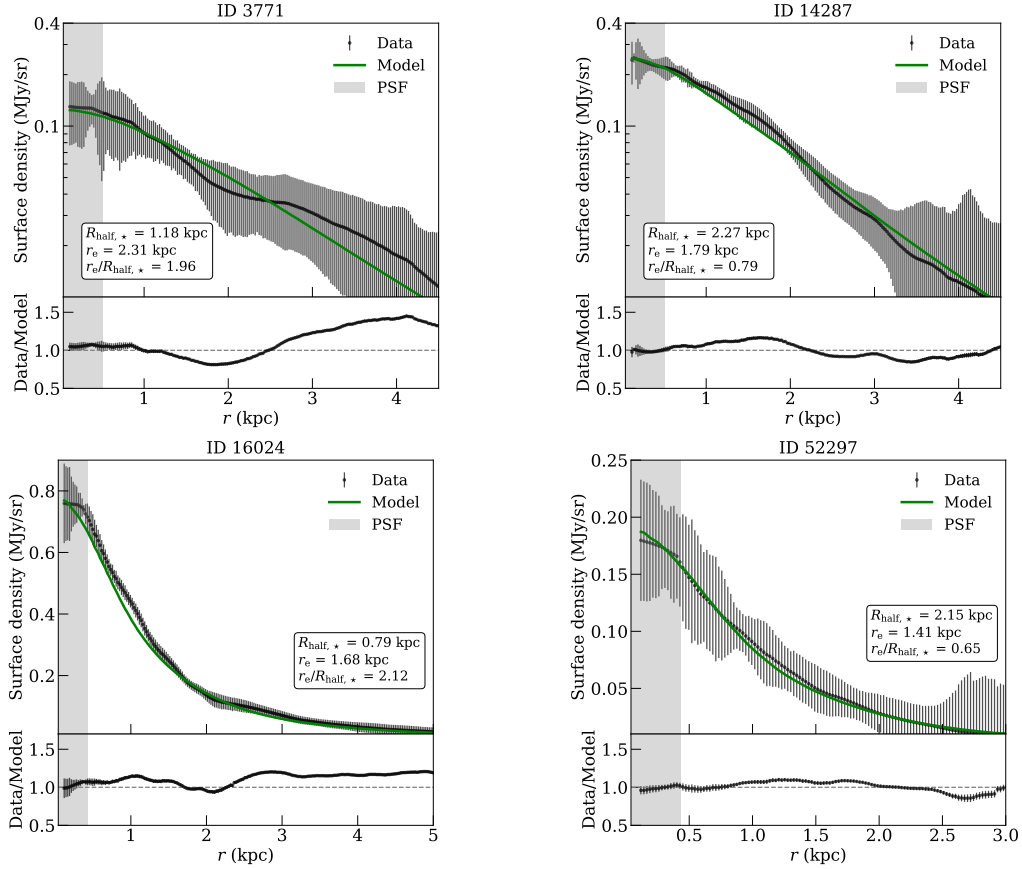 ID 3771
0.4
0.1
Surface density (MJy/sr)
Data
Model
PSF
R_half, ⋆ = 1.18 kpc
r_e = 2.31 kpc
r_e/R_half, ⋆ = 1.96
Data/Model
1.5
1.0
0.5
1 2 3 4
r (kpc)
ID 14287
0.4
0.1
Surface density (MJy/sr)
Data
Model
PSF
R_half, ⋆ = 2.27 kpc
r_e = 1.79 kpc
r_e/R_half, ⋆ = 0.79
Data/Model
1.5
1.0
0.5
1 2 3 4
r (kpc)
ID 16024
0.8
0.6
0.4
0.2
Surface density (MJy/sr)
Data
Model
PSF
R_half, ⋆ = 0.79 kpc
r_e = 1.68 kpc
r_e/R_half, ⋆ = 2.12
Data/Model
1.5
1.0
0.5
1 2 3 4 5
r (kpc)
ID 52297
0.25
0.20
0.15
0.10
0.05
Surface density (MJy/sr)
Data
Model
PSF
R_half, ⋆ = 2.15 kpc
r_e = 1.41 kpc
r_e/R_half, ⋆ = 0.65
Data/Model
1.5
1.0
0.5
0.5 1.0 1.5 2.0 2.5 3.0
r (kpc)